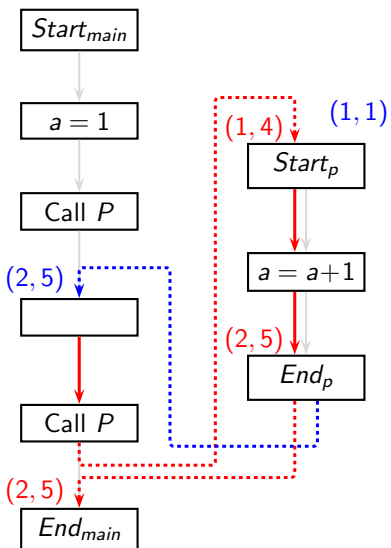 Start_main
a = 1
Call P
(2, 5)
Call P
(2, 5)
End_main
(1, 4)
(1, 1)
Start_p
a = a+1
(2, 5)
End_p